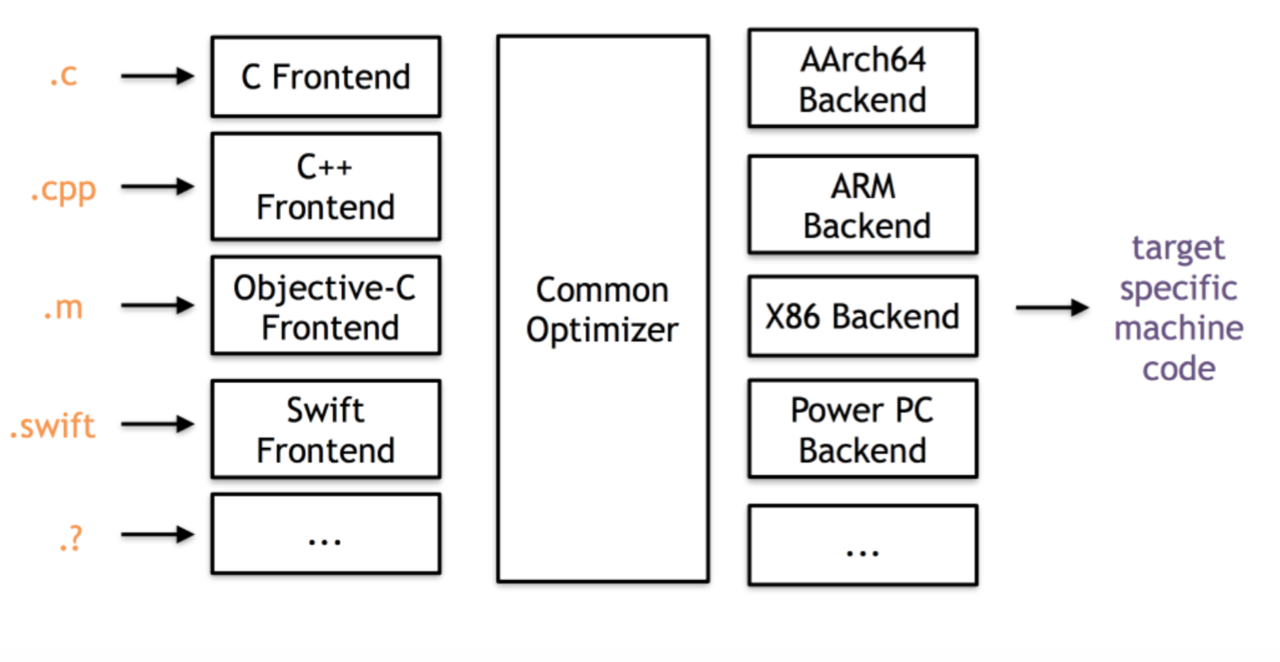 .c
C Frontend
.cpp
C++
Frontend
.m
Objective-C
Frontend
.swift
Swift
Frontend
.?
...
Common
Optimizer
AArch64
Backend
ARM
Backend
X86 Backend
Power PC
Backend
...
target
specific
machine
code